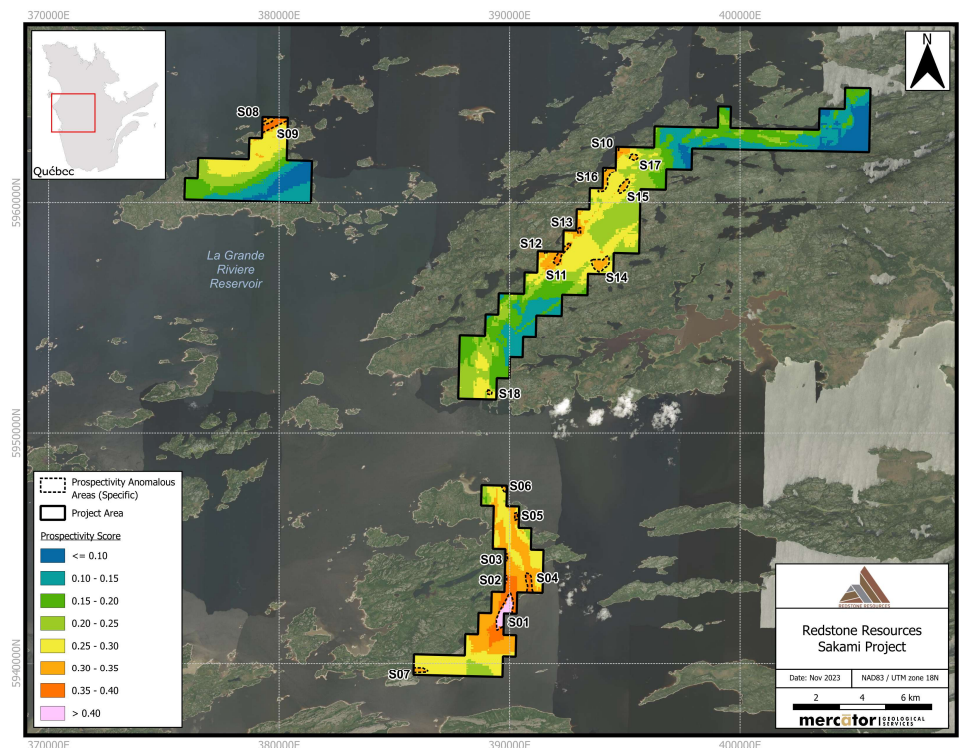 370000E
380000E
390000E
400000E
N
Québcc
S08
S09
S10
S17
S16
S15
5960000N
S13
S12
S11
S14
La Grande
Riviere
Reservoir
S18
5950000N
S06
S05
S03
S02
S04
S01
S07
5940000N
Prospectivity Anomalous
Areas (Specific)
Project Area
Prospectivity Score
<= 0.10
0.10 - 0.15
0.15 - 0.20
0.20 - 0.25
0.25 - 0.30
0.30 - 0.35
0.35 - 0.40
> 0.40
REDSTONE RESOURCES
Redstone Resources
Sakami Project
Date: Nov 2023
NAD83 / UTM zone 18N
2 4 6 km
mercātor GEOLOGICAL SERVICES
370000E
380000E
390000E
400000E